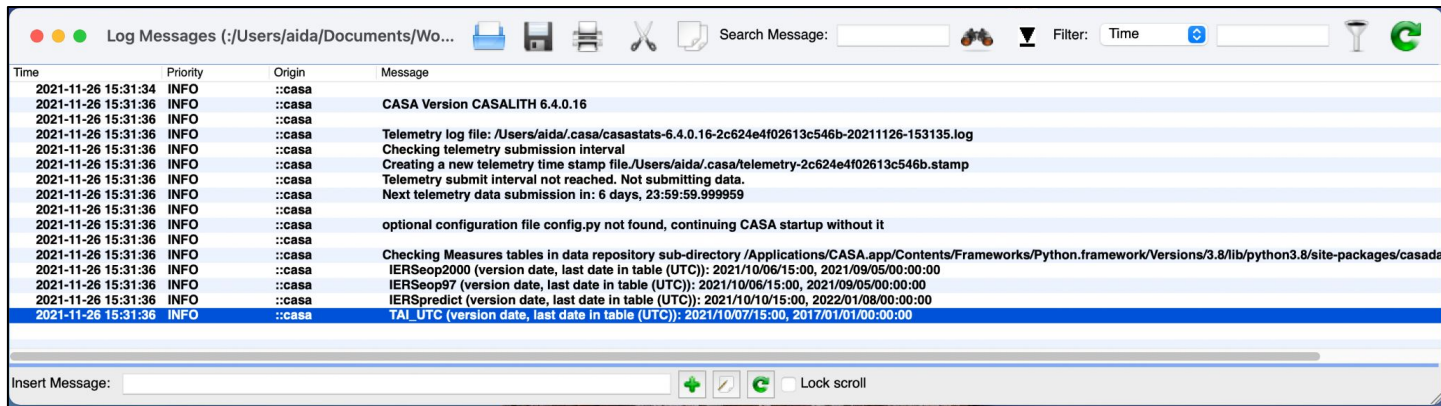 Log Messages (:/Users/aida/Documents/Wo... Search Message: Filter: Time
Time Priority Origin Message
2021-11-26 15:31:34 INFO ::casa
2021-11-26 15:31:36 INFO ::casa CASA Version CASALITH 6.4.0.16
2021-11-26 15:31:36 INFO ::casa
2021-11-26 15:31:36 INFO ::casa Telemetry log file: /Users/aida/.casa/casastats-6.4.0.16-2c624e4f02613c546b-20211126-153135.log
2021-11-26 15:31:36 INFO ::casa Checking telemetry submission interval
2021-11-26 15:31:36 INFO ::casa Creating a new telemetry time stamp file./Users/aida/.casa/telemetry-2c624e4f02613c546b.stamp
2021-11-26 15:31:36 INFO ::casa Telemetry submit interval not reached. Not submitting data.
2021-11-26 15:31:36 INFO ::casa Next telemetry data submission in: 6 days, 23:59:59.999959
2021-11-26 15:31:36 INFO ::casa
2021-11-26 15:31:36 INFO ::casa optional configuration file config.py not found, continuing CASA startup without it
2021-11-26 15:31:36 INFO ::casa
2021-11-26 15:31:36 INFO ::casa Checking Measures tables in data repository sub-directory /Applications/CASA.app/Contents/Frameworks/Python.framework/Versions/3.8/lib/python3.8/site-packages/casada
2021-11-26 15:31:36 INFO ::casa IERSeop2000 (version date, last date in table (UTC)): 2021/10/06/15:00, 2021/09/05/00:00:00
2021-11-26 15:31:36 INFO ::casa IERSeop97 (version date, last date in table (UTC)): 2021/10/06/15:00, 2021/09/05/00:00:00
2021-11-26 15:31:36 INFO ::casa IERSpredict (version date, last date in table (UTC)): 2021/10/10/15:00, 2022/01/08/00:00:00
2021-11-26 15:31:36 INFO ::casa TAI_UTC (version date, last date in table (UTC)): 2021/10/07/15:00, 2017/01/01/00:00:00
Insert Message: Lock scroll